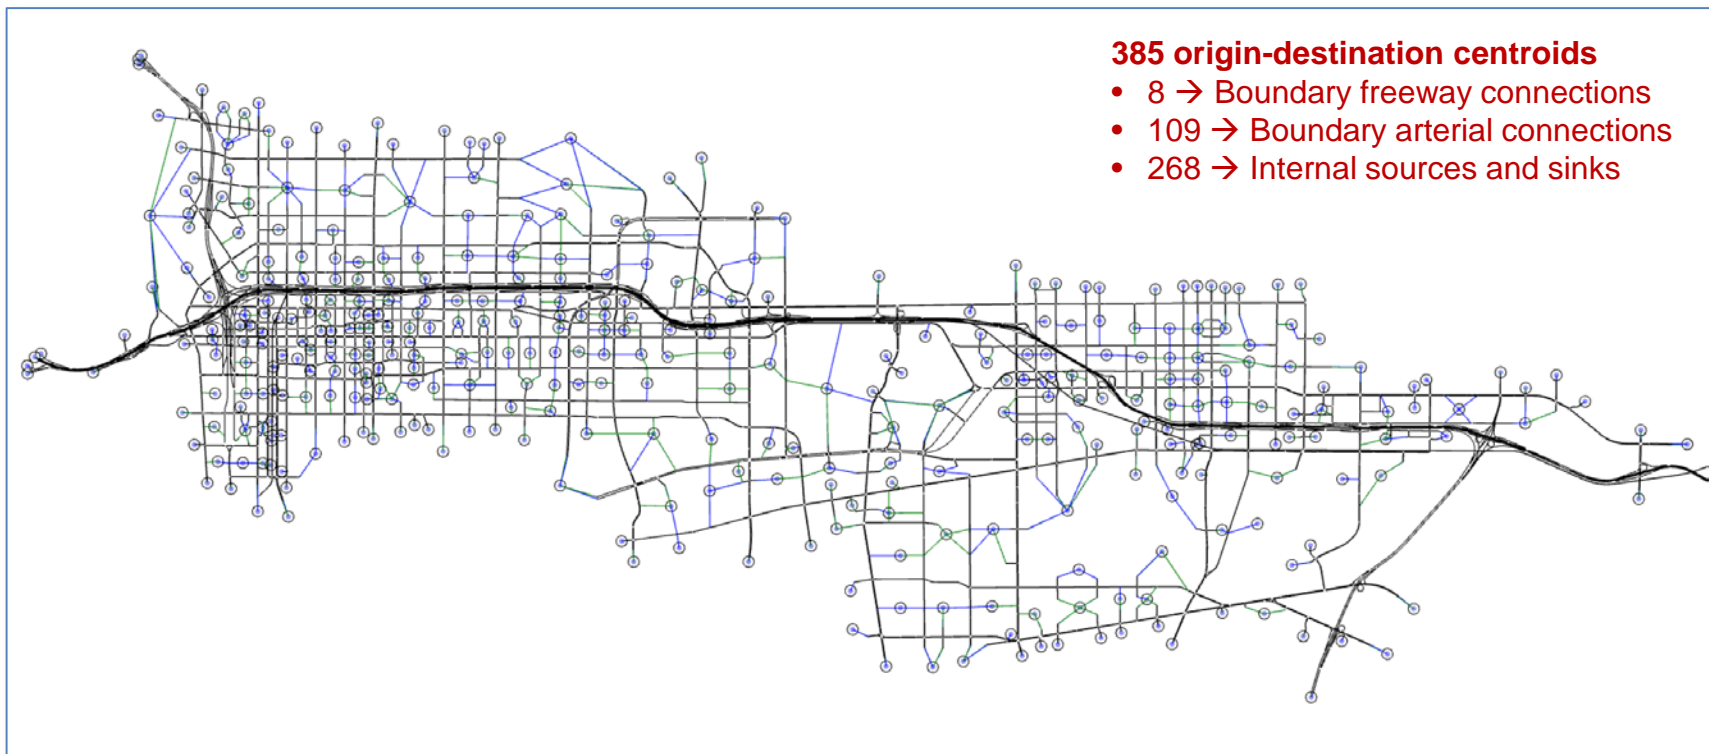 385 origin-destination centroids
• 8 → Boundary freeway connections
• 109 → Boundary arterial connections
• 268 → Internal sources and sinks